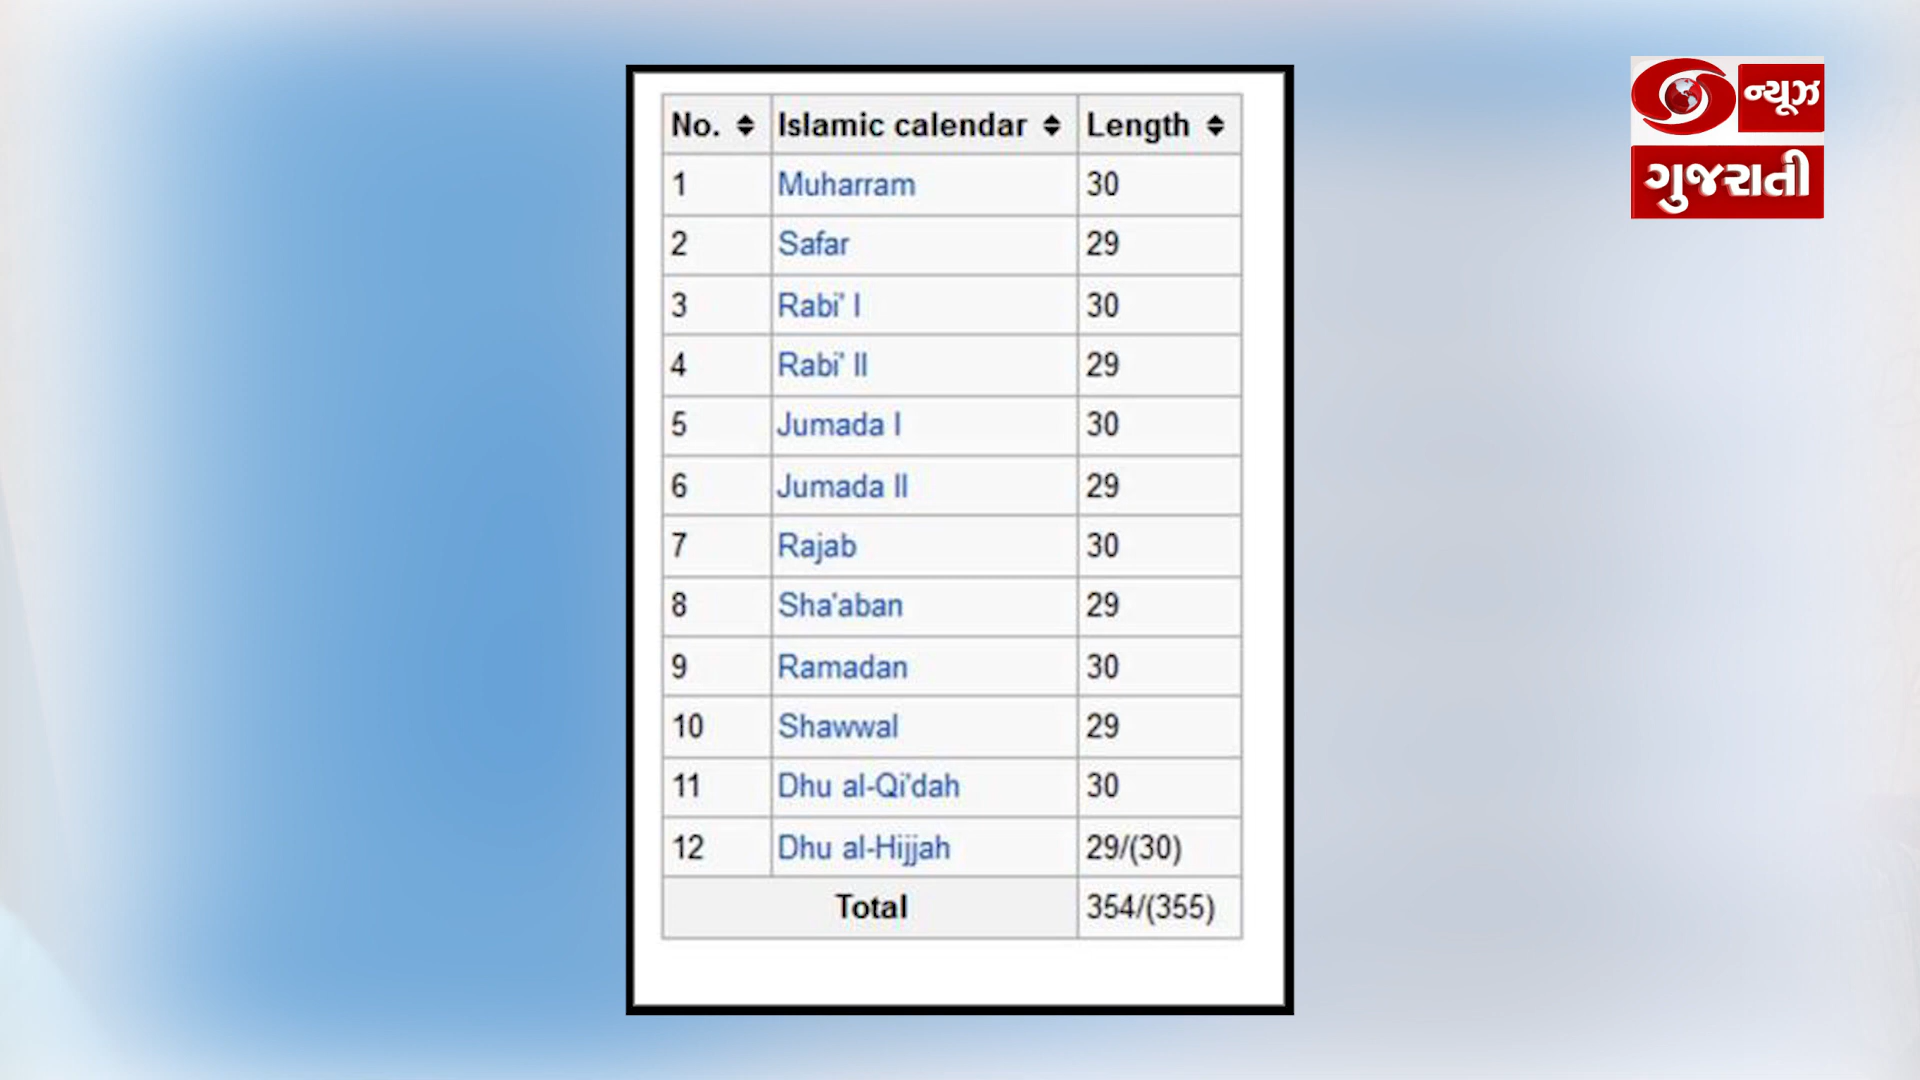 No. Islamic calendar Length
1 Muharram 30
2 Safar 29
3 Rabi' I 30
4 Rabi' II 29
5 Jumada I 30
6 Jumada II 29
7 Rajab 30
8 Sha'aban 29
9 Ramadan 30
10 Shawwal 29
11 Dhu al-Qi'dah 30
12 Dhu al-Hijjah 29/(30)
Total 354/(355)
ન્યૂઝ
ગુજરાતી